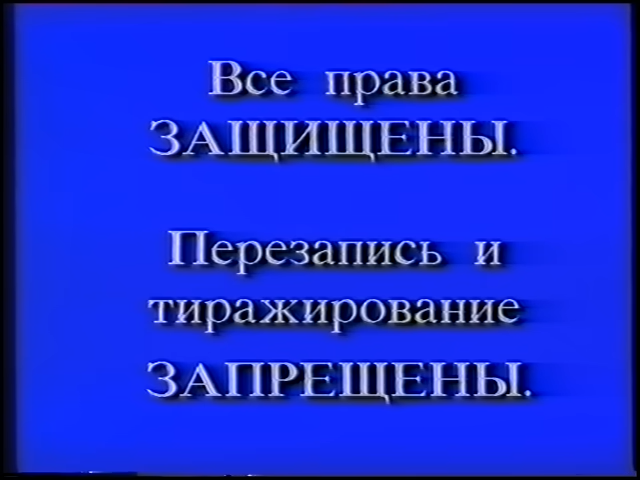 Все права
ЗАЩИЩЕНЫ.
Перезапись и
тиражирование
ЗАПРЕЩЕНЫ.